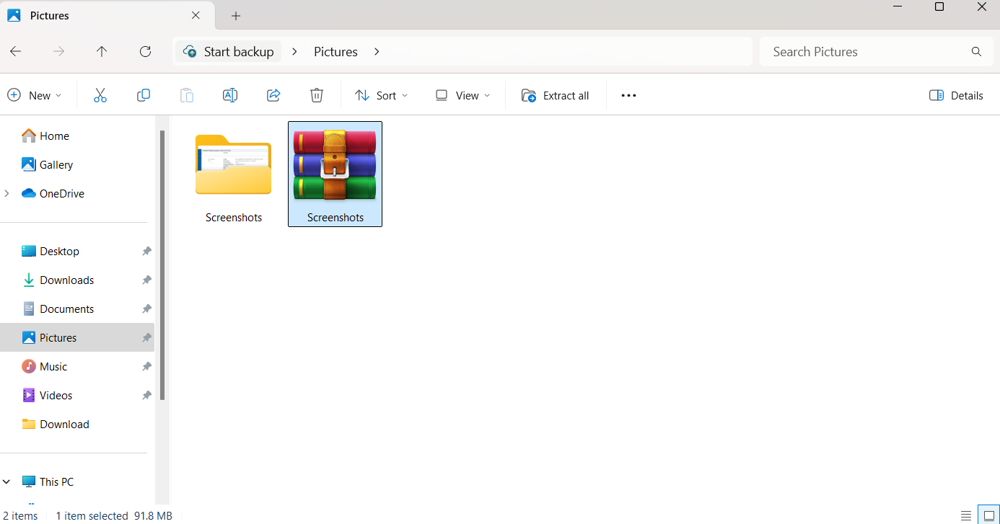 Pictures
Start backup
Pictures
Search Pictures
New
Sort
View
Extract all
Details
Home
Gallery
OneDrive
Desktop
Downloads
Documents
Pictures
Music
Videos
Download
This PC
Screenshots
Screenshots
2 items
1 item selected 91.8 MB